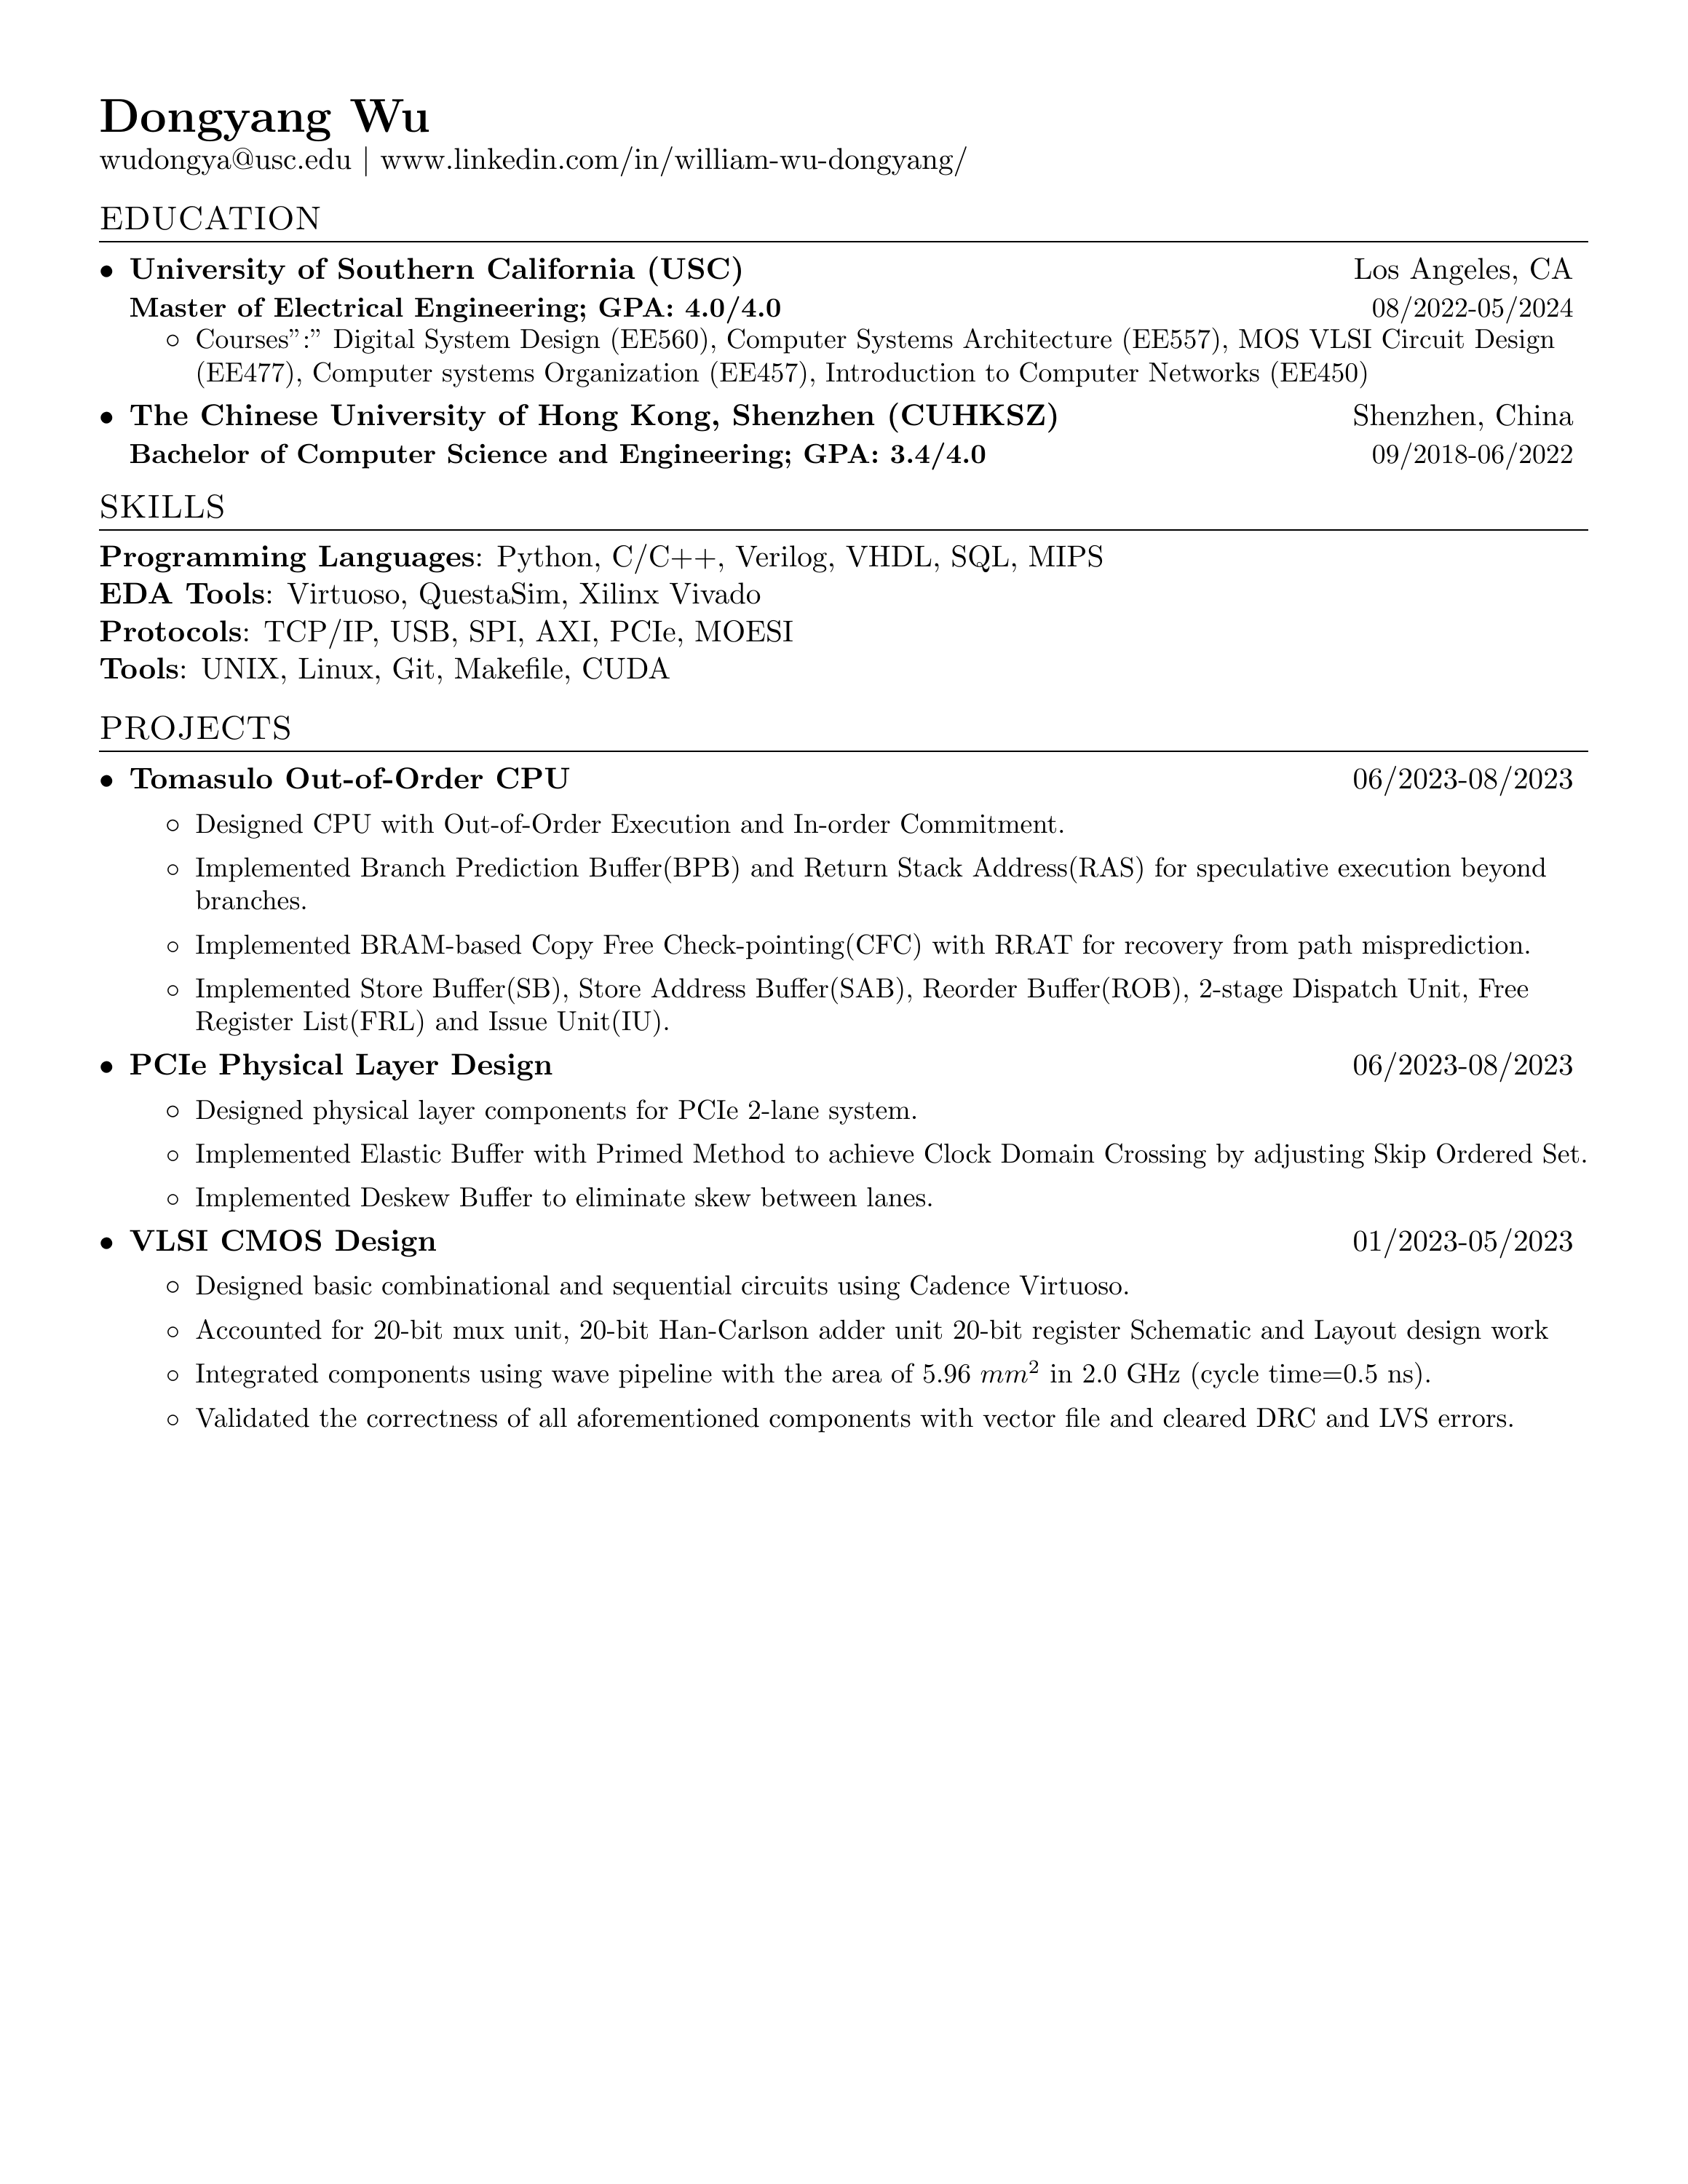 Dongyang Wu
wudongya@usc.edu | www.linkedin.com/in/william-wu-dongyang/
EDUCATION
• University of Southern California (USC) Los Angeles, CA
Master of Electrical Engineering; GPA: 4.0/4.0 08/2022-05/2024
◦ Courses”:” Digital System Design (EE560), Computer Systems Architecture (EE557), MOS VLSI Circuit Design
(EE477), Computer systems Organization (EE457), Introduction to Computer Networks (EE450)
• The Chinese University of Hong Kong, Shenzhen (CUHKSZ) Shenzhen, China
Bachelor of Computer Science and Engineering; GPA: 3.4/4.0 09/2018-06/2022
SKILLS
Programming Languages: Python, C/C++, Verilog, VHDL, SQL, MIPS
EDA Tools: Virtuoso, QuestaSim, Xilinx Vivado
Protocols: TCP/IP, USB, SPI, AXI, PCIe, MOESI
Tools: UNIX, Linux, Git, Makefile, CUDA
PROJECTS
• Tomasulo Out-of-Order CPU 06/2023-08/2023
◦ Designed CPU with Out-of-Order Execution and In-order Commitment.
◦ Implemented Branch Prediction Buffer(BPB) and Return Stack Address(RAS) for speculative execution beyond
branches.
◦ Implemented BRAM-based Copy Free Check-pointing(CFC) with RRAT for recovery from path misprediction.
◦ Implemented Store Buffer(SB), Store Address Buffer(SAB), Reorder Buffer(ROB), 2-stage Dispatch Unit, Free
Register List(FRL) and Issue Unit(IU).
• PCIe Physical Layer Design 06/2023-08/2023
◦ Designed physical layer components for PCIe 2-lane system.
◦ Implemented Elastic Buffer with Primed Method to achieve Clock Domain Crossing by adjusting Skip Ordered Set.
◦ Implemented Deskew Buffer to eliminate skew between lanes.
• VLSI CMOS Design 01/2023-05/2023
◦ Designed basic combinational and sequential circuits using Cadence Virtuoso.
◦ Accounted for 20-bit mux unit, 20-bit Han-Carlson adder unit 20-bit register Schematic and Layout design work
◦ Integrated components using wave pipeline with the area of 5.96 mm² in 2.0 GHz (cycle time=0.5 ns).
◦ Validated the correctness of all aforementioned components with vector file and cleared DRC and LVS errors.